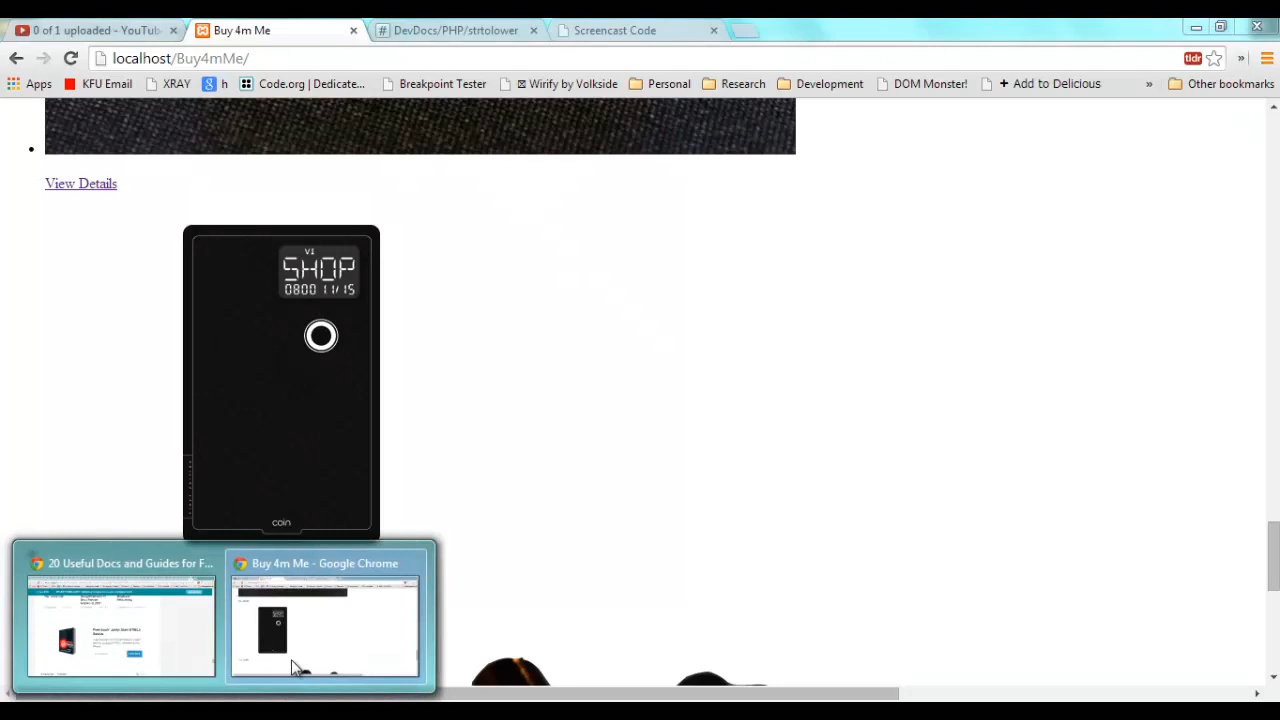 0 of 1 uploaded - YouTub
Buy 4m Me
DevDocs/PHP/strtolower
Screencast Code
localhost/Buy4mMe/
tldr
Apps
KFU Email
XRAY
h
Code.org | Dedicate...
Breakpoint Tester
Wirify by Volkside
Personal
Research
Development
DOM Monster!
+ Add to Delicious
»
Other bookmarks
View Details
V1
SHOP
0800 11/15
coin
20 Useful Docs and Guides for F...
Buy 4m Me - Google Chrome